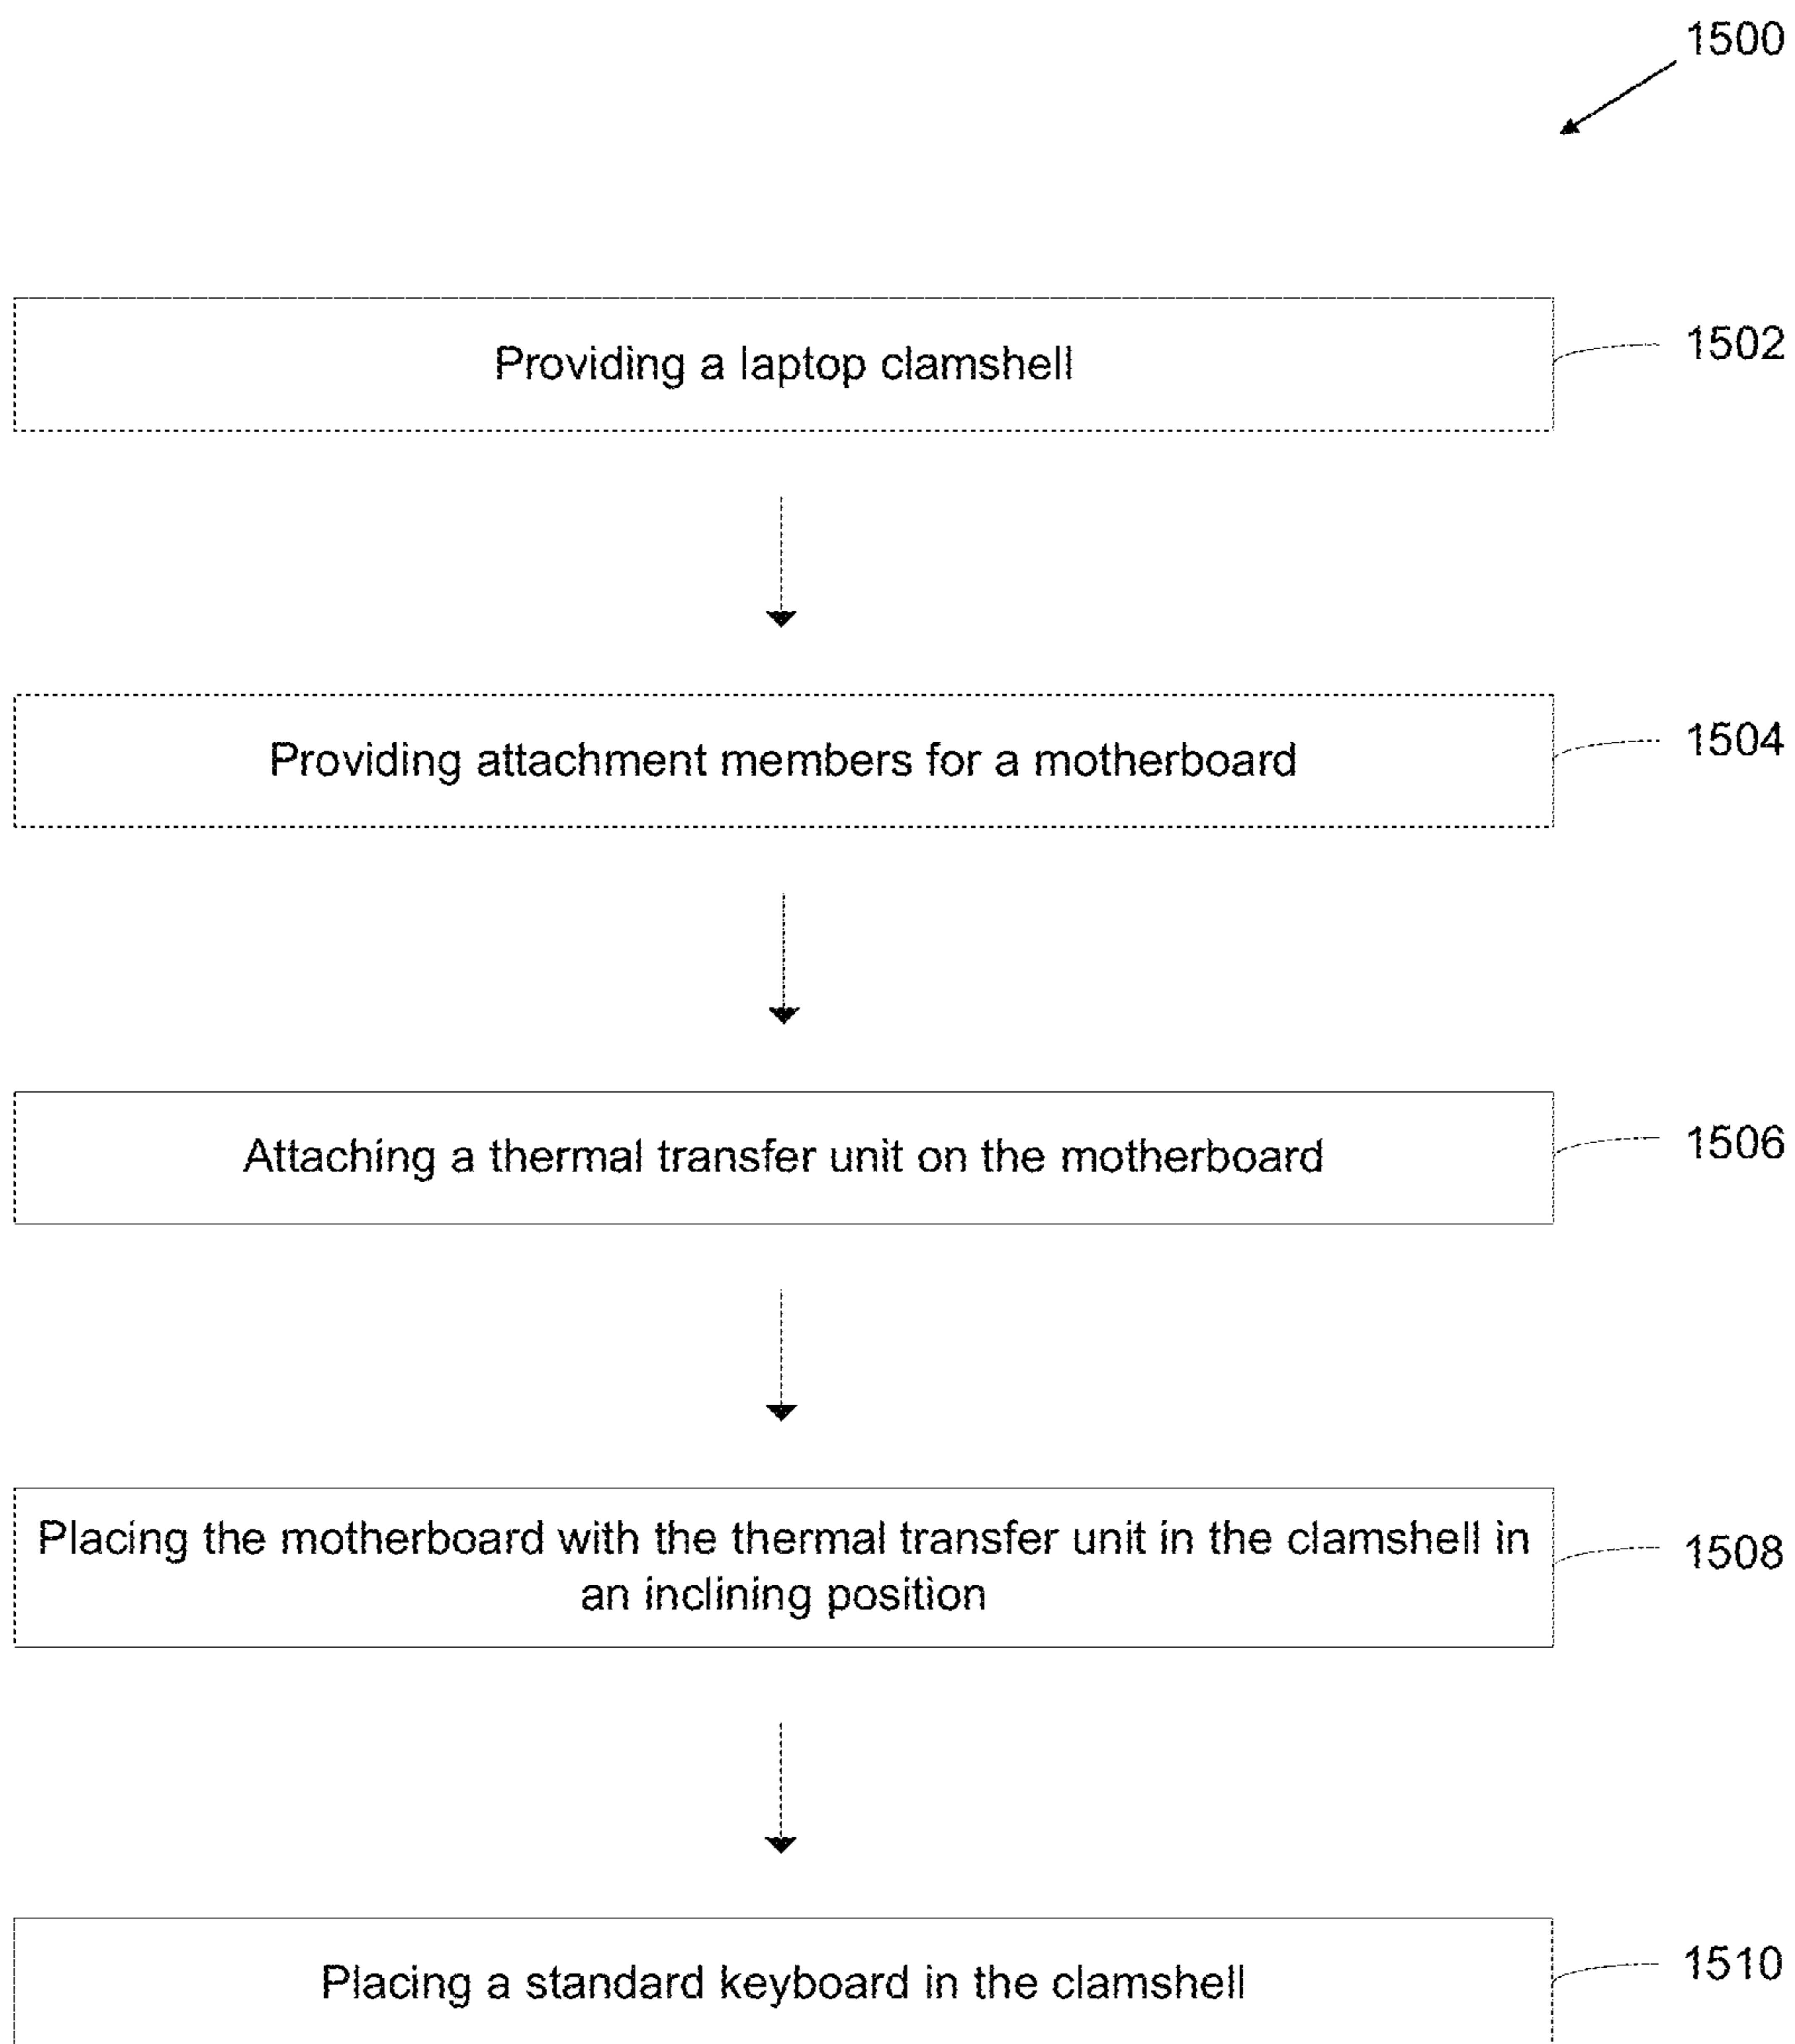 1500
Providing a laptop clamshell
1502
Providing attachment members for a motherboard
1504
Attaching a thermal transfer unit on the motherboard
1506
Placing the motherboard with the thermal transfer unit in the clamshell in
an inclining position
1508
Placing a standard keyboard in the clamshell
1510